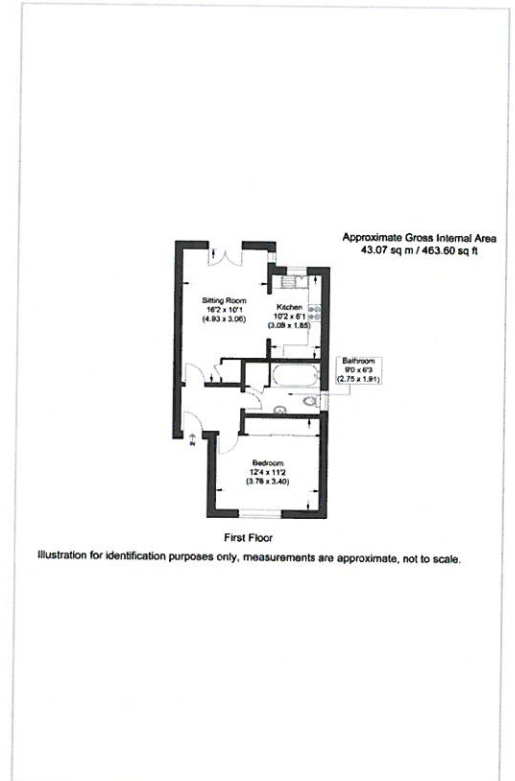 Approximate Gross Internal Area
43.07 sq m / 463.60 sq ft
Sitting Room
16'2 x 10'1
(4.93 x 3.06)
Kitchen
10'2 x 6'1
(3.09 x 1.85)
Bathroom
9'0 x 6'3
(2.75 x 1.91)
IN
Bedroom
12'4 x 11'2
(3.76 x 3.40)
First Floor
Illustration for identification purposes only, measurements are approximate, not to scale.